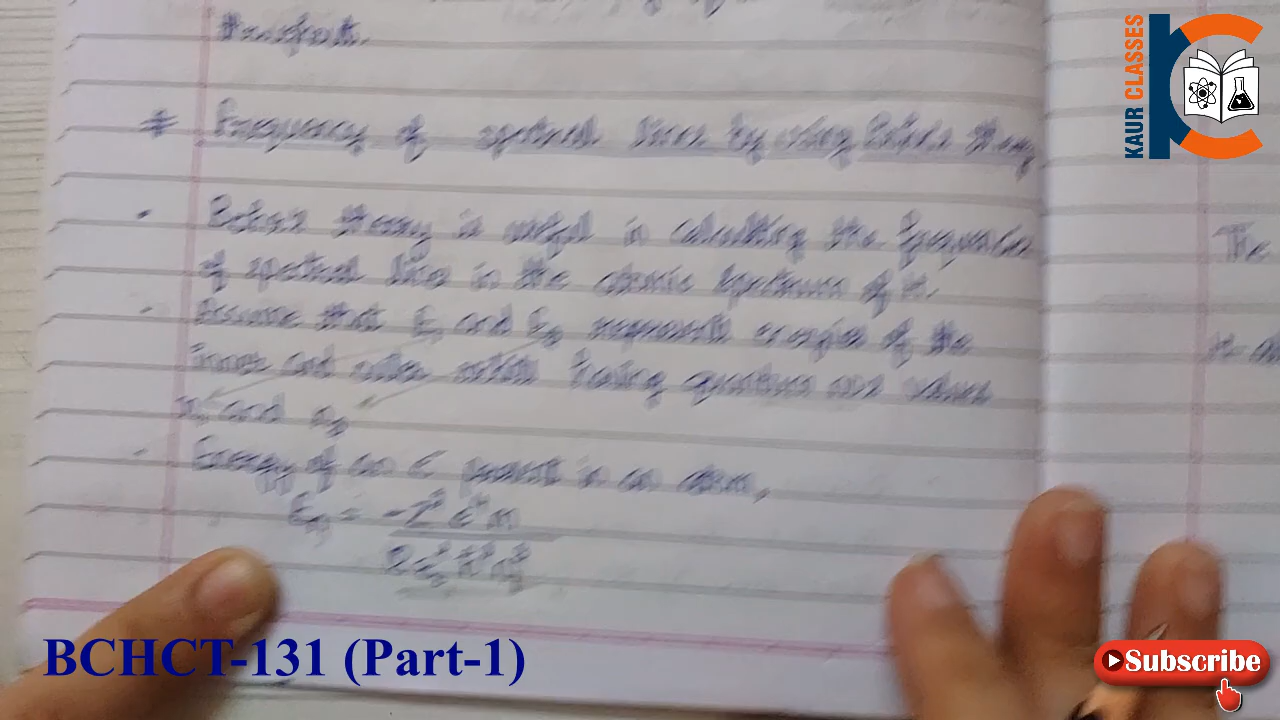 # Frequency of spectral lines by using Bohr's theory
• Bohr's theory is useful in calculating the frequencies
of spectral lines in the atomic spectrum of H.
• Assume that E₁ and E₂ represents energies of the
inner and outer orbits having quantum no. values
n₁ and n₂
• Energy of an e⁻ present in an atom,
-Z² e⁴ m
The
KAUR CLASSES
BCHCT-131 (Part-1)
Subscribe